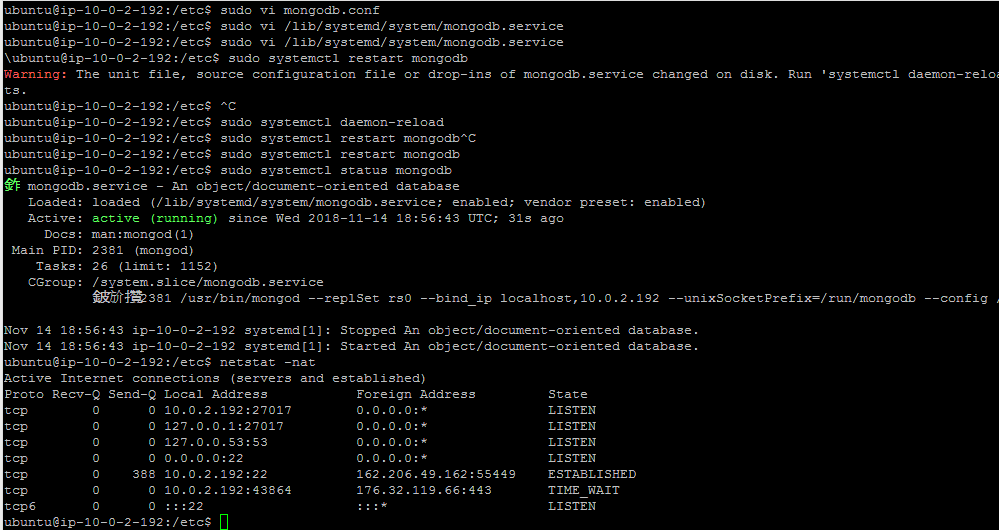 ubuntu@ip-10-0-2-192:/etc$ sudo vi mongodb.conf
ubuntu@ip-10-0-2-192:/etc$ sudo vi /lib/systemd/system/mongodb.service
ubuntu@ip-10-0-2-192:/etc$ sudo vi /lib/systemd/system/mongodb.service
\ubuntu@ip-10-0-2-192:/etc$ sudo systemctl restart mongodb
Warning: The unit file, source configuration file or drop-ins of mongodb.service changed on disk. Run 'systemctl daemon-reloa
ts.
ubuntu@ip-10-0-2-192:/etc$ ^C
ubuntu@ip-10-0-2-192:/etc$ sudo systemctl daemon-reload
ubuntu@ip-10-0-2-192:/etc$ sudo systemctl restart mongodb^C
ubuntu@ip-10-0-2-192:/etc$ sudo systemctl restart mongodb
ubuntu@ip-10-0-2-192:/etc$ sudo systemctl status mongodb
mongodb.service - An object/document-oriented database
Loaded: loaded (/lib/systemd/system/mongodb.service; enabled; vendor preset: enabled)
Active: active (running) since Wed 2018-11-14 18:56:43 UTC; 31s ago
Docs: man:mongod(1)
Main PID: 2381 (mongod)
Tasks: 26 (limit: 1152)
CGroup: /system.slice/mongodb.service
2381 /usr/bin/mongod --replSet rs0 --bind_ip localhost,10.0.2.192 --unixSocketPrefix=/run/mongodb --config /
Nov 14 18:56:43 ip-10-0-2-192 systemd[1]: Stopped An object/document-oriented database.
Nov 14 18:56:43 ip-10-0-2-192 systemd[1]: Started An object/document-oriented database.
ubuntu@ip-10-0-2-192:/etc$ netstat -nat
Active Internet connections (servers and established)
Proto Recv-Q Send-Q Local Address Foreign Address State
tcp 0 0 10.0.2.192:27017 0.0.0.0:* LISTEN
tcp 0 0 127.0.0.1:27017 0.0.0.0:* LISTEN
tcp 0 0 127.0.0.53:53 0.0.0.0:* LISTEN
tcp 0 0 0.0.0.0:22 0.0.0.0:* LISTEN
tcp 0 388 10.0.2.192:22 162.206.49.162:55449 ESTABLISHED
tcp 0 0 10.0.2.192:43864 176.32.119.66:443 TIME_WAIT
tcp6 0 0 :::22 :::* LISTEN
ubuntu@ip-10-0-2-192:/etc$